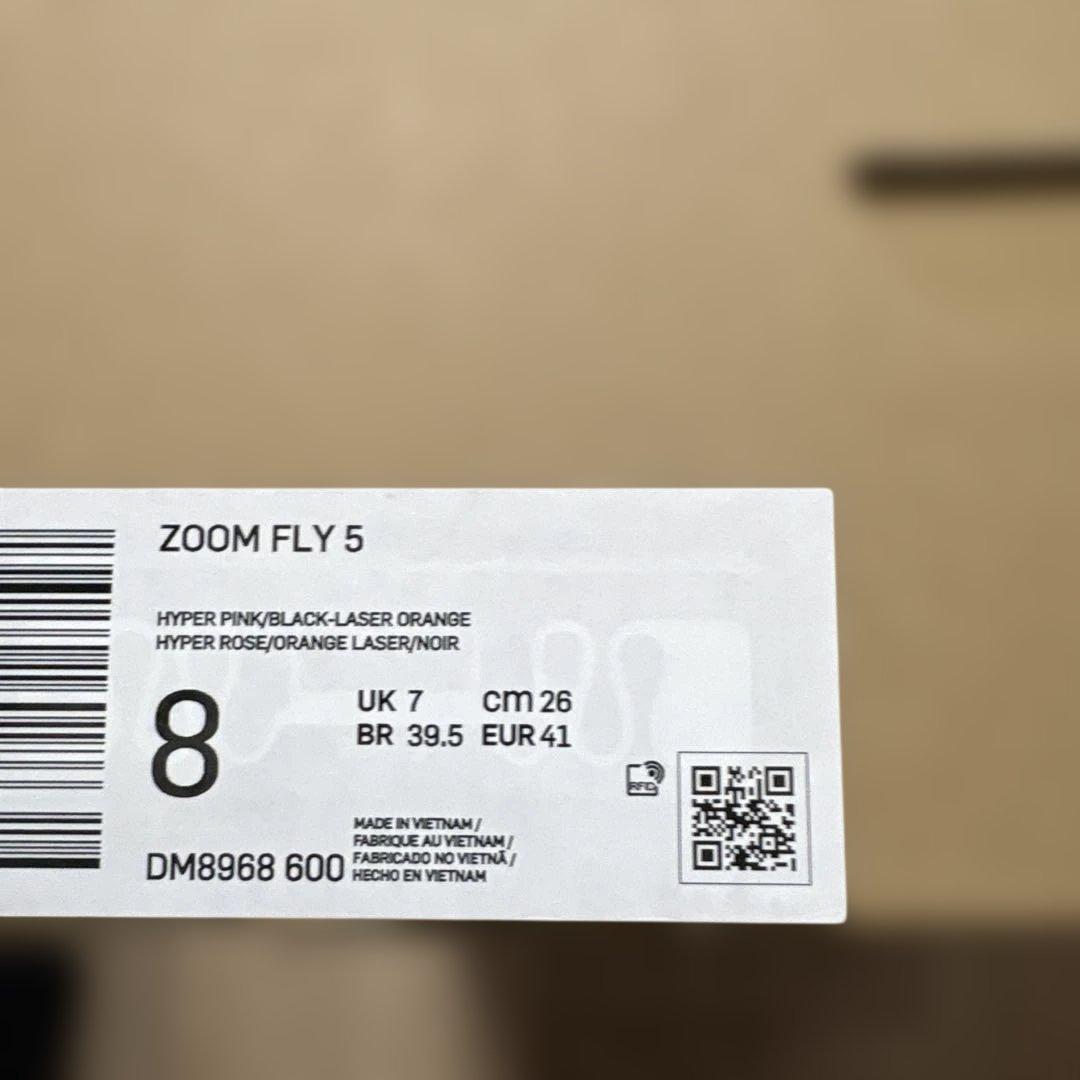 ZOOM FLY 5
HYPER PINK/BLACK-LASER ORANGE
HYPER ROSE/ORANGE LASER/NOIR
8
UK 7 cm 26
BR 39.5 EUR 41
RFID
MADE IN VIETNAM /
FABRIQUE AU VIETNAM /
FABRICADO NO VIETNÃ /
HECHO EN VIETNAM
DM8968 600